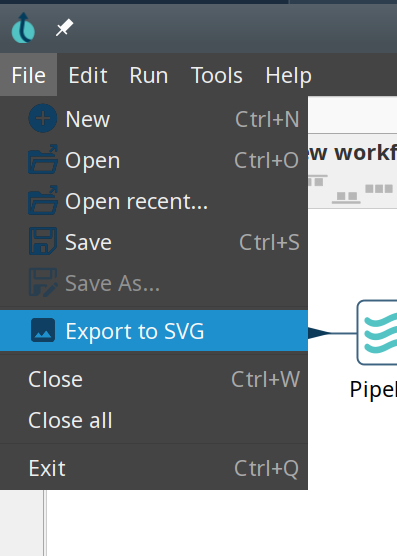 File Edit Run Tools Help
New Ctrl+N
Open Ctrl+O
Open recent...
Save Ctrl+S
Save As...
Export to SVG
Close Ctrl+W
Close all
Exit Ctrl+Q
ew workf
Pipel